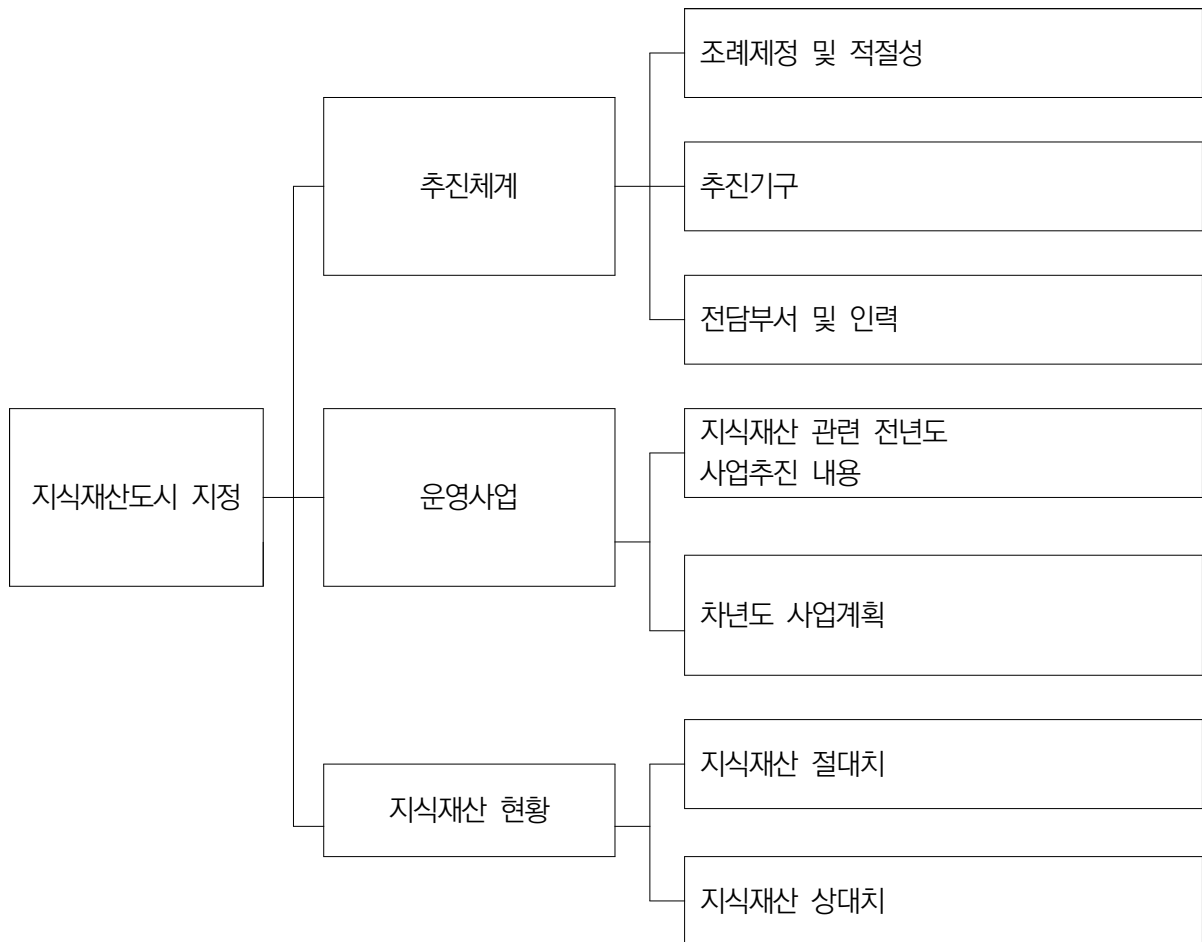 지식재산도시 지정
추진체계
조례제정 및 적절성
추진기구
전담부서 및 인력
운영사업
지식재산 관련 전년도
사업추진 내용
차년도 사업계획
지식재산 현황
지식재산 절대치
지식재산 상대치